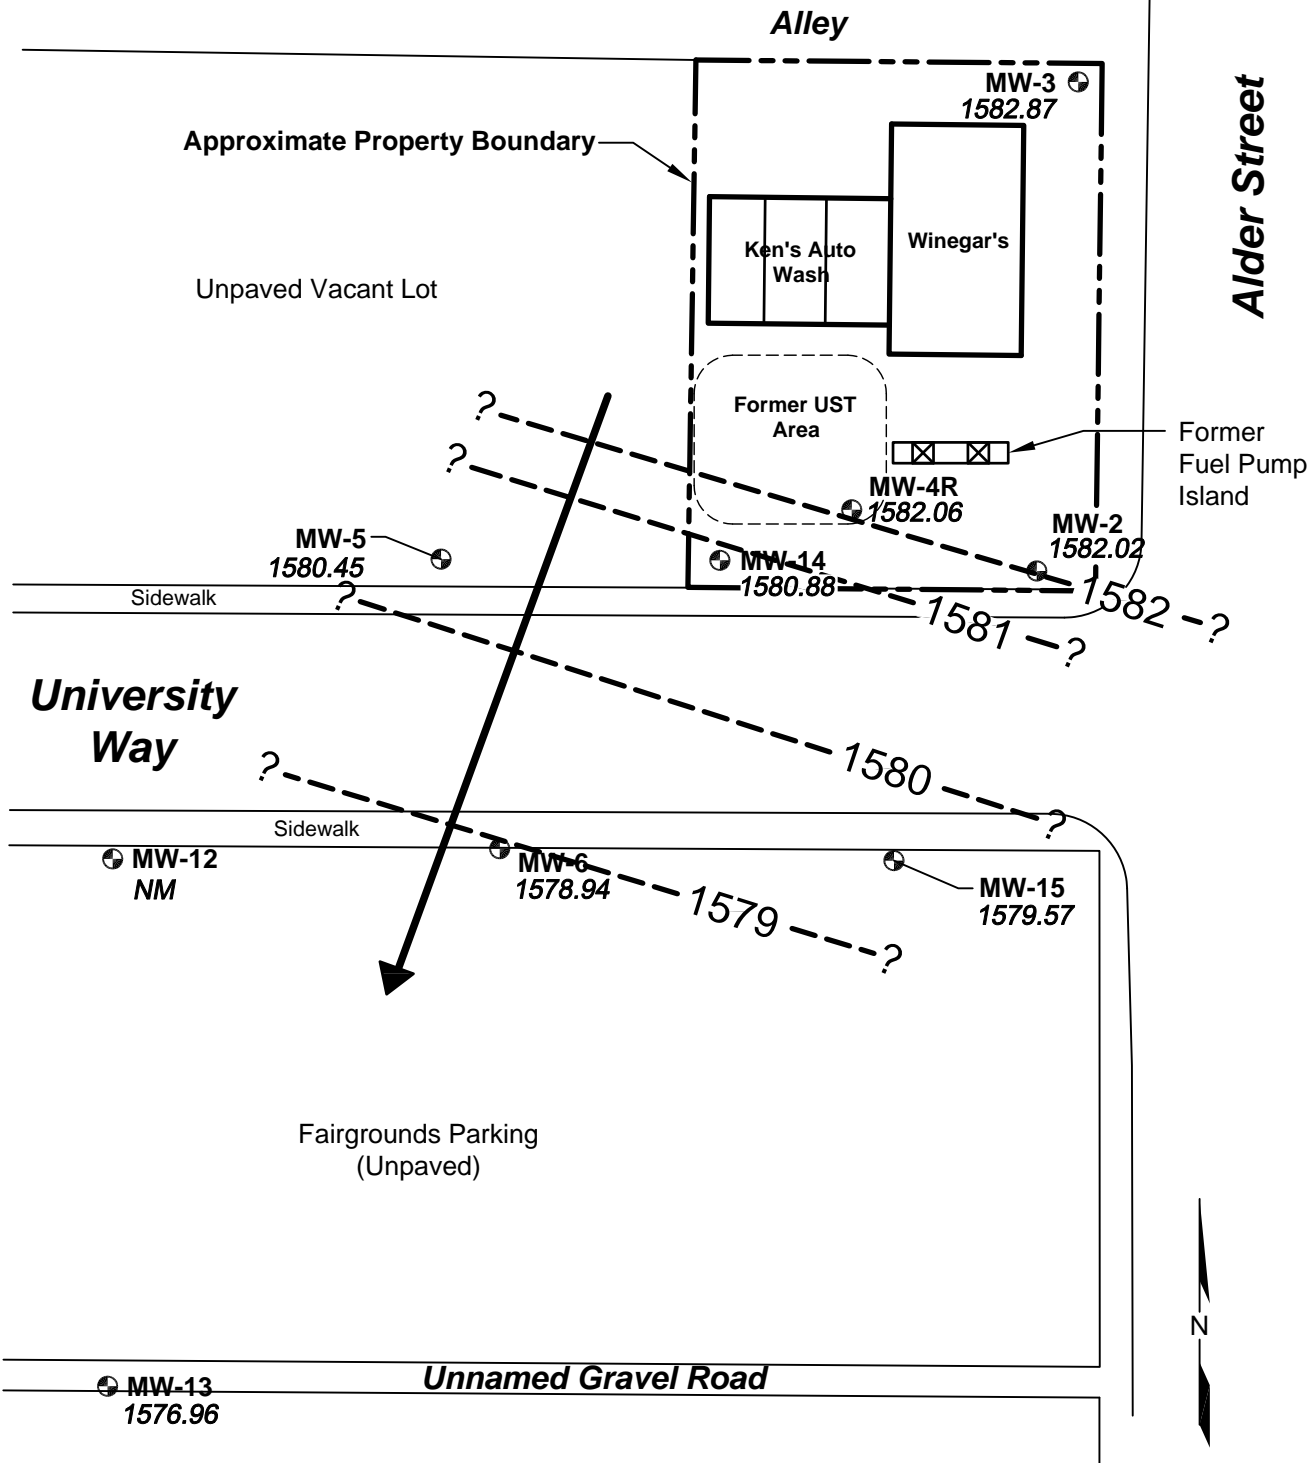 Alley
MW-3
1582.87
Alder Street
Approximate Property Boundary
Ken's Auto
Wash
Winegar's
Unpaved Vacant Lot
?
?
Former UST
Area
Former
Fuel Pump
Island
MW-4R
1582.06
MW-2
1582.02
MW-5
1580.45
MW-14
1580.88
1582
?
1581
?
Sidewalk
?
University
Way
1580
?
?
Sidewalk
MW-12
NM
MW-6
1578.94
1579
?
MW-15
1579.57
Fairgrounds Parking
(Unpaved)
N
Unnamed Gravel Road
MW-13
1576.96